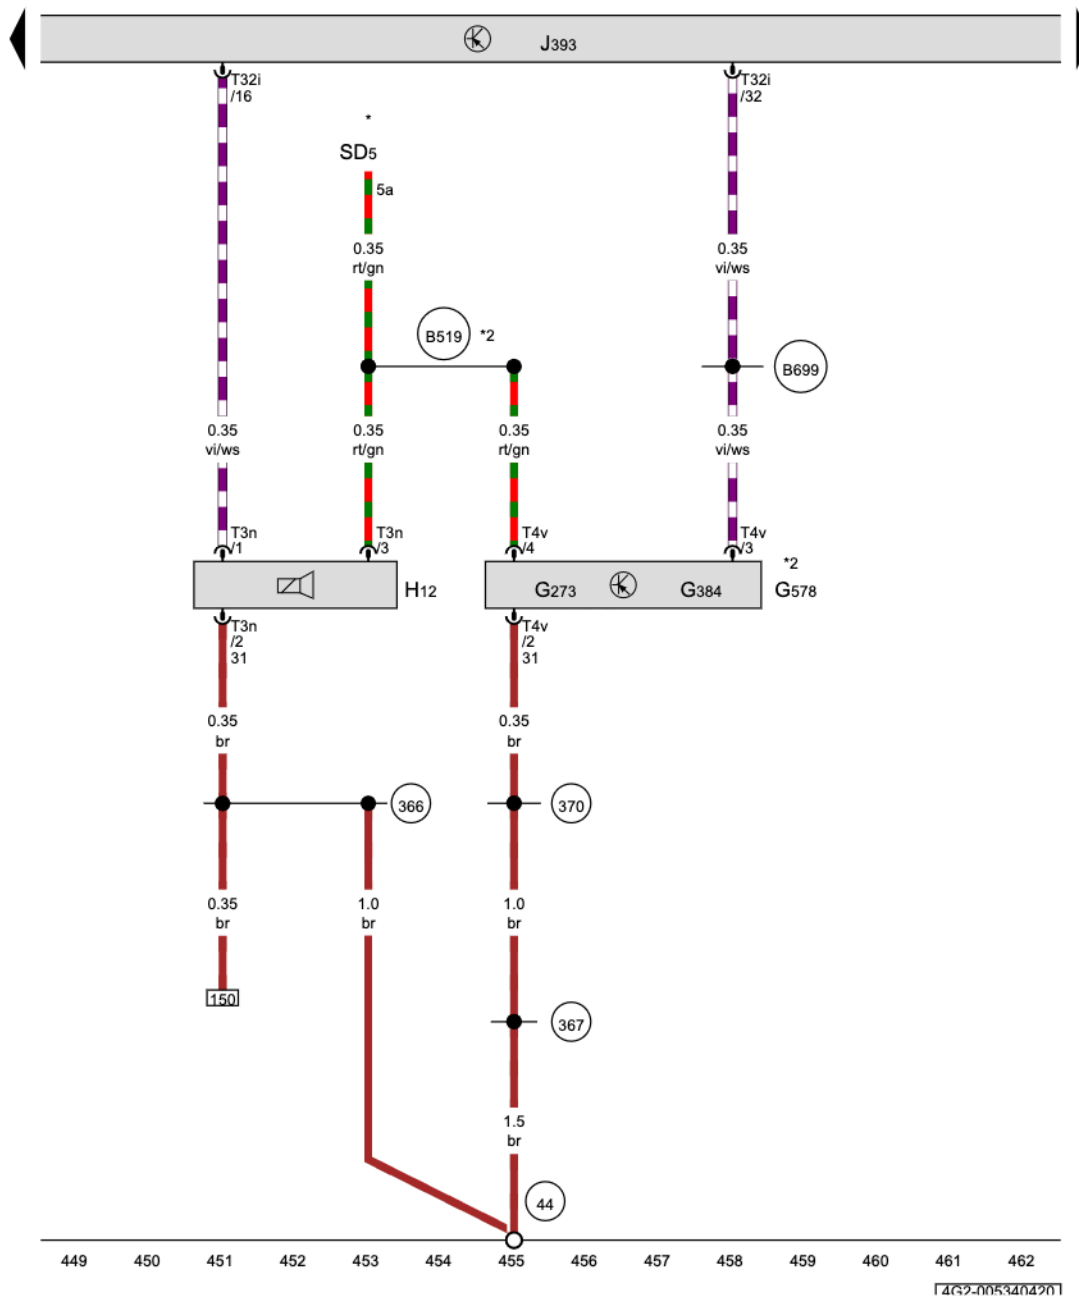 J393
T32i
/16
T32i
/32
*
SD5
5a
0.35
rt/gn
0.35
vi/ws
B519 *2
B699
0.35
vi/ws
0.35
rt/gn
0.35
rt/gn
0.35
vi/ws
T3n
/1
T3n
/3
T4v
/4
T4v
/3
*2
H12
G273
G384
G578
T3n
/2
31
T4v
/2
31
0.35
br
0.35
br
366
370
0.35
br
1.0
br
1.0
br
150
367
1.5
br
44
449 450 451 452 453 454 455 456 457 458 459 460 461 462
4G2-005340420